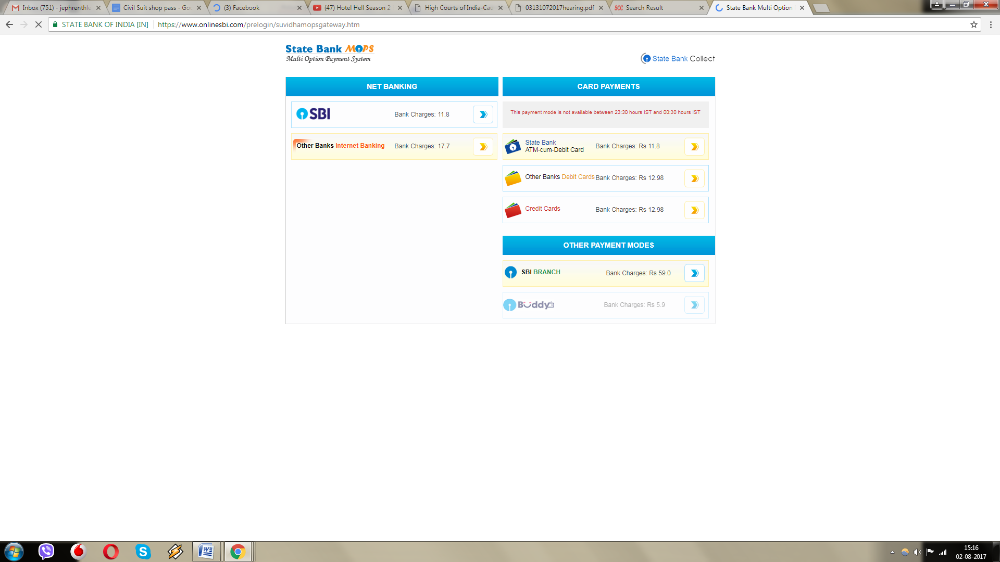 Inbox (751) - jephrenthle
Civil Suit shop pass - Goo
(3) Facebook
(47) Hotel Hell Season 2
High Courts of India-Cau
03131072017hearing.pdf
SCC Search Result
State Bank Multi Option
STATE BANK OF INDIA [IN]
https://www.onlinesbi.com/prelogin/suvidhamopsgateway.htm
State Bank MOPS
Multi Option Payment System
State Bank Collect
NET BANKING
SBI
Bank Charges: 11.8
Other Banks Internet Banking
Bank Charges: 17.7
CARD PAYMENTS
This payment mode is not available between 23:30 hours IST and 00:30 hours IST
State Bank
ATM-cum-Debit Card
Bank Charges: Rs 11.8
Other Banks Debit Cards
Bank Charges: Rs 12.98
Credit Cards
Bank Charges: Rs 12.98
OTHER PAYMENT MODES
SBI BRANCH
Bank Charges: Rs 59.0
Buddy
Bank Charges: Rs 5.9
15:16
02-08-2017